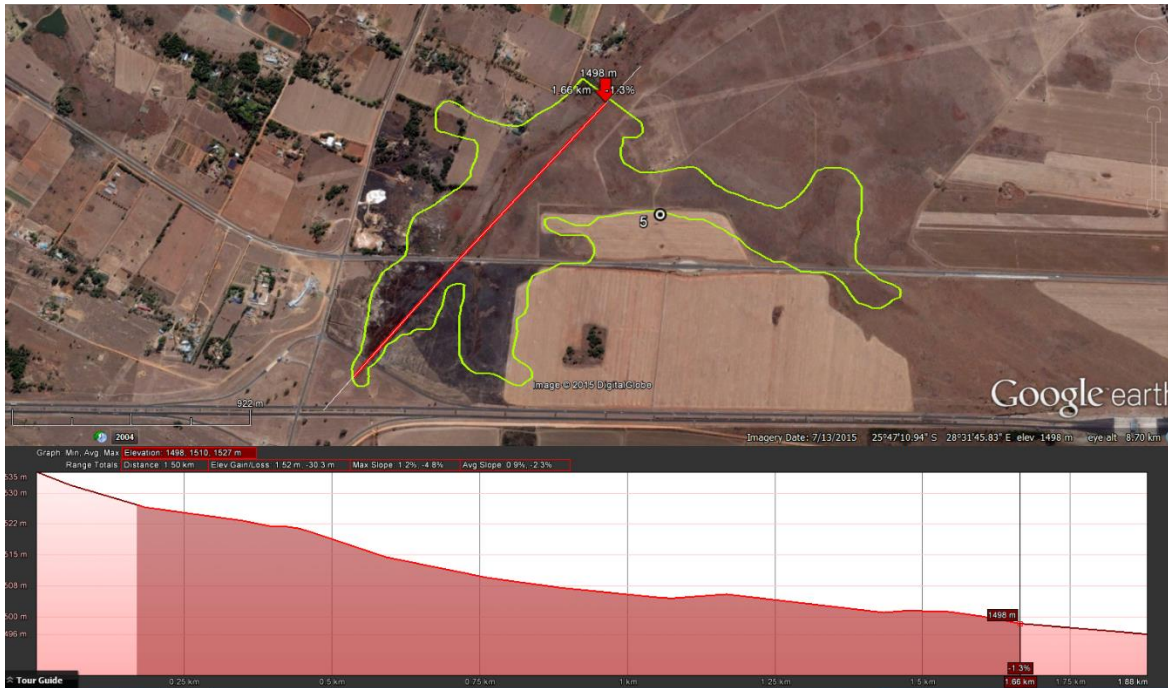 1498 m
1.66 km -1.3%
5
Image © 2015 DigitalGlobe
Google earth
922 m
2004
Imagery Date: 7/13/2015 25°47'10.94" S 28°31'45.83" E elev 1498 m eye alt 8.70 km
Graph: Min, Avg, Max Elevation: 1498, 1510, 1527 m
Range Totals: Distance: 1.50 km Elev Gain/Loss: 1.52 m, -30.3 m Max Slope: 1.2%, -4.8% Avg Slope: 0.9%, -2.3%
535 m
530 m
522 m
515 m
508 m
500 m
496 m
1498 m
-1.3%
Tour Guide 0.25 km 0.5 km 0.75 km 1 km 1.25 km 1.5 km 1.66 km 1.75 km 1.88 km